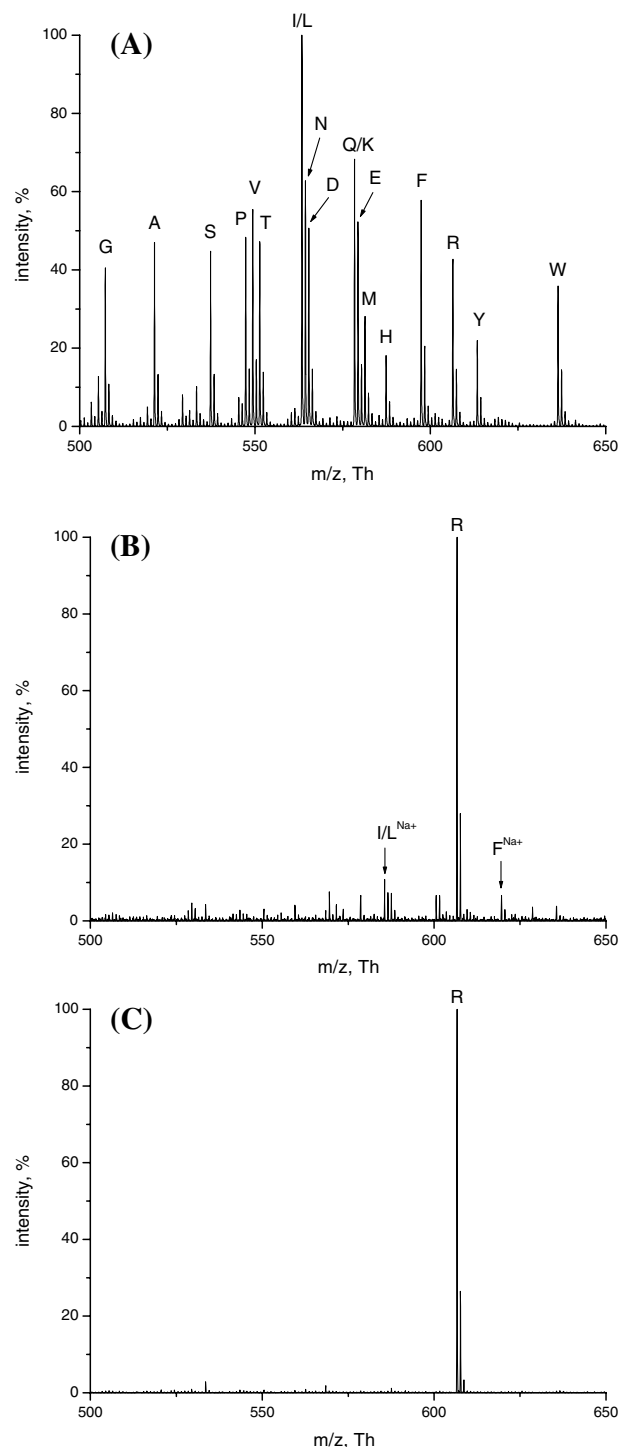 (A)
I/L
N
Q/K
D
E
F
V
P
T
A
S
G
R
M
W
Y
H
100
80
60
40
20
0
intensity, %
500
550
600
650
m/z, Th
(B)
R
I/L Na+
F Na+
100
80
60
40
20
0
intensity, %
500
550
600
650
m/z, Th
(C)
R
100
80
60
40
20
0
intensity, %
500
550
600
650
m/z, Th